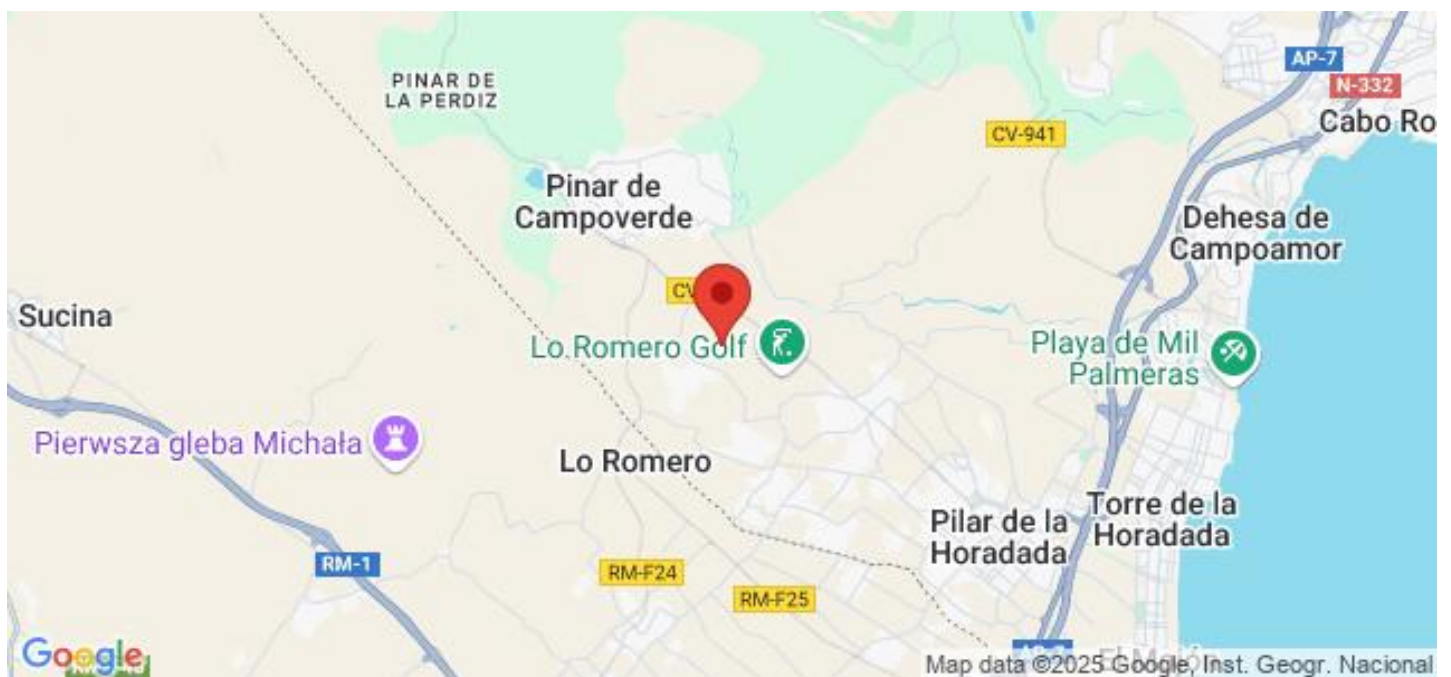 AP-7
N-332
PINAR DE
LA PERDIZ
Cabo Ro
CV-941
Pinar de
Campoverde
Dehesa de
Campoamor
CV
Sucina
Lo Romero Golf
Playa de Mil
Palmeras
Pierwsza gleba Michała
Lo Romero
Torre de la
Horadada
Pilar de la
Horadada
RM-1
RM-F24
RM-F25
Google
Map data ©2025 Google, Inst. Geogr. Nacional